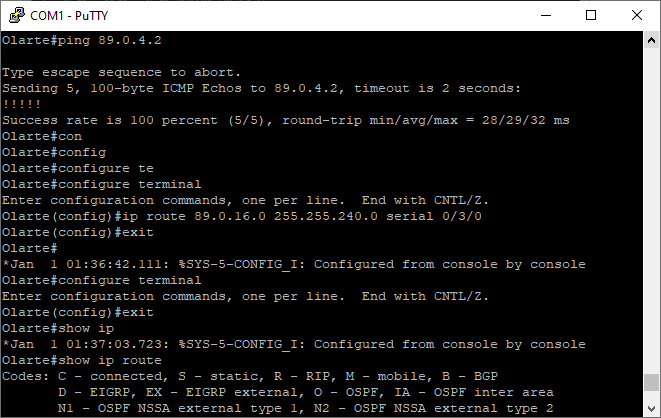 COM1 - PuTTY
Olarte#ping 89.0.4.2
Type escape sequence to abort.
Sending 5, 100-byte ICMP Echos to 89.0.4.2, timeout is 2 seconds:
!!!!!
Success rate is 100 percent (5/5), round-trip min/avg/max = 28/29/32 ms
Olarte#con
Olarte#config
Olarte#configure te
Olarte#configure terminal
Enter configuration commands, one per line.  End with CNTL/Z.
Olarte(config)#ip route 89.0.16.0 255.255.240.0 serial 0/3/0
Olarte(config)#exit
Olarte#
*Jan  1 01:36:42.111: %SYS-5-CONFIG_I: Configured from console by console
Olarte#configure terminal
Enter configuration commands, one per line.  End with CNTL/Z.
Olarte(config)#exit
Olarte#show ip
*Jan  1 01:37:03.723: %SYS-5-CONFIG_I: Configured from console by console
Olarte#show ip route
Codes: C - connected, S - static, R - RIP, M - mobile, B - BGP
       D - EIGRP, EX - EIGRP external, O - OSPF, IA - OSPF inter area
       N1 - OSPF NSSA external type 1, N2 - OSPF NSSA external type 2